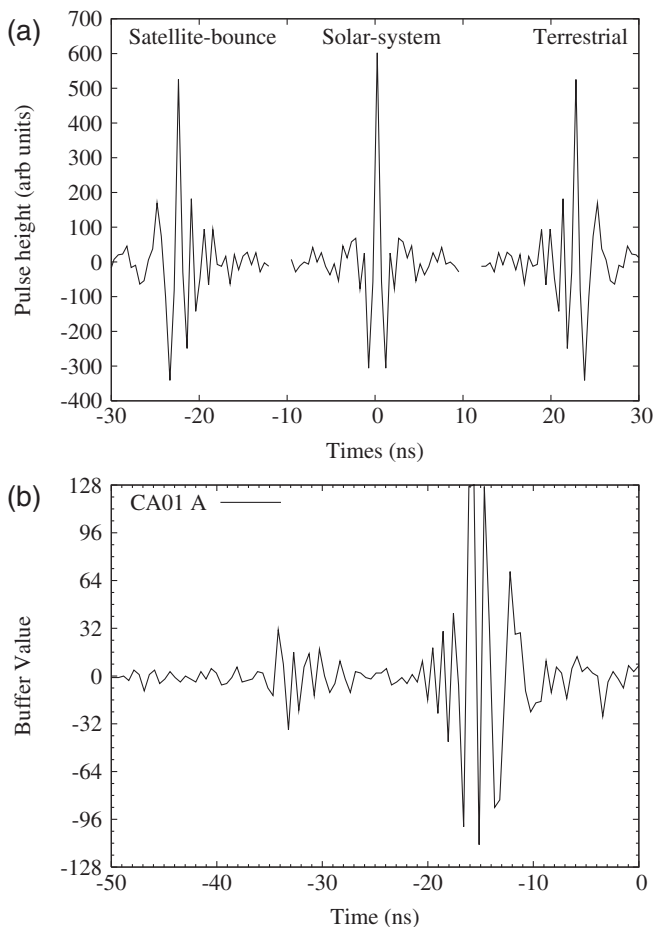 (a)
700
600
500
400
300
200
100
0
-100
-200
-300
-400
Pulse height (arb units)
Satellite-bounce Solar-system Terrestrial
-30 -20 -10 0 10 20 30
Times (ns)
(b)
128
96
64
32
0
-32
-64
-96
-128
Buffer Value
CA01 A
-50 -40 -30 -20 -10 0
Time (ns)